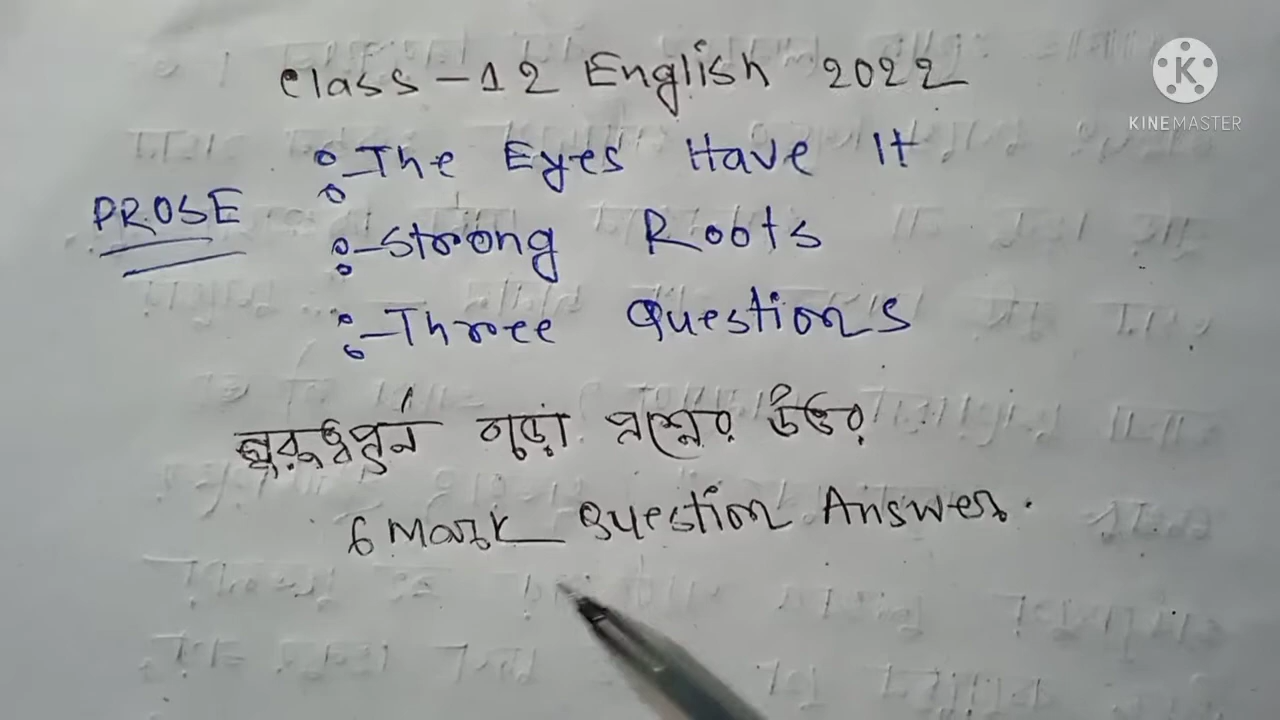 Class - 12 English 2022
KINEMASTER
The Eyes Have It
PROSE
Strong Roots
Three Questions
গুরুত্বপূর্ন প্রশ্নের উত্তর
6 Mark Question Answer.